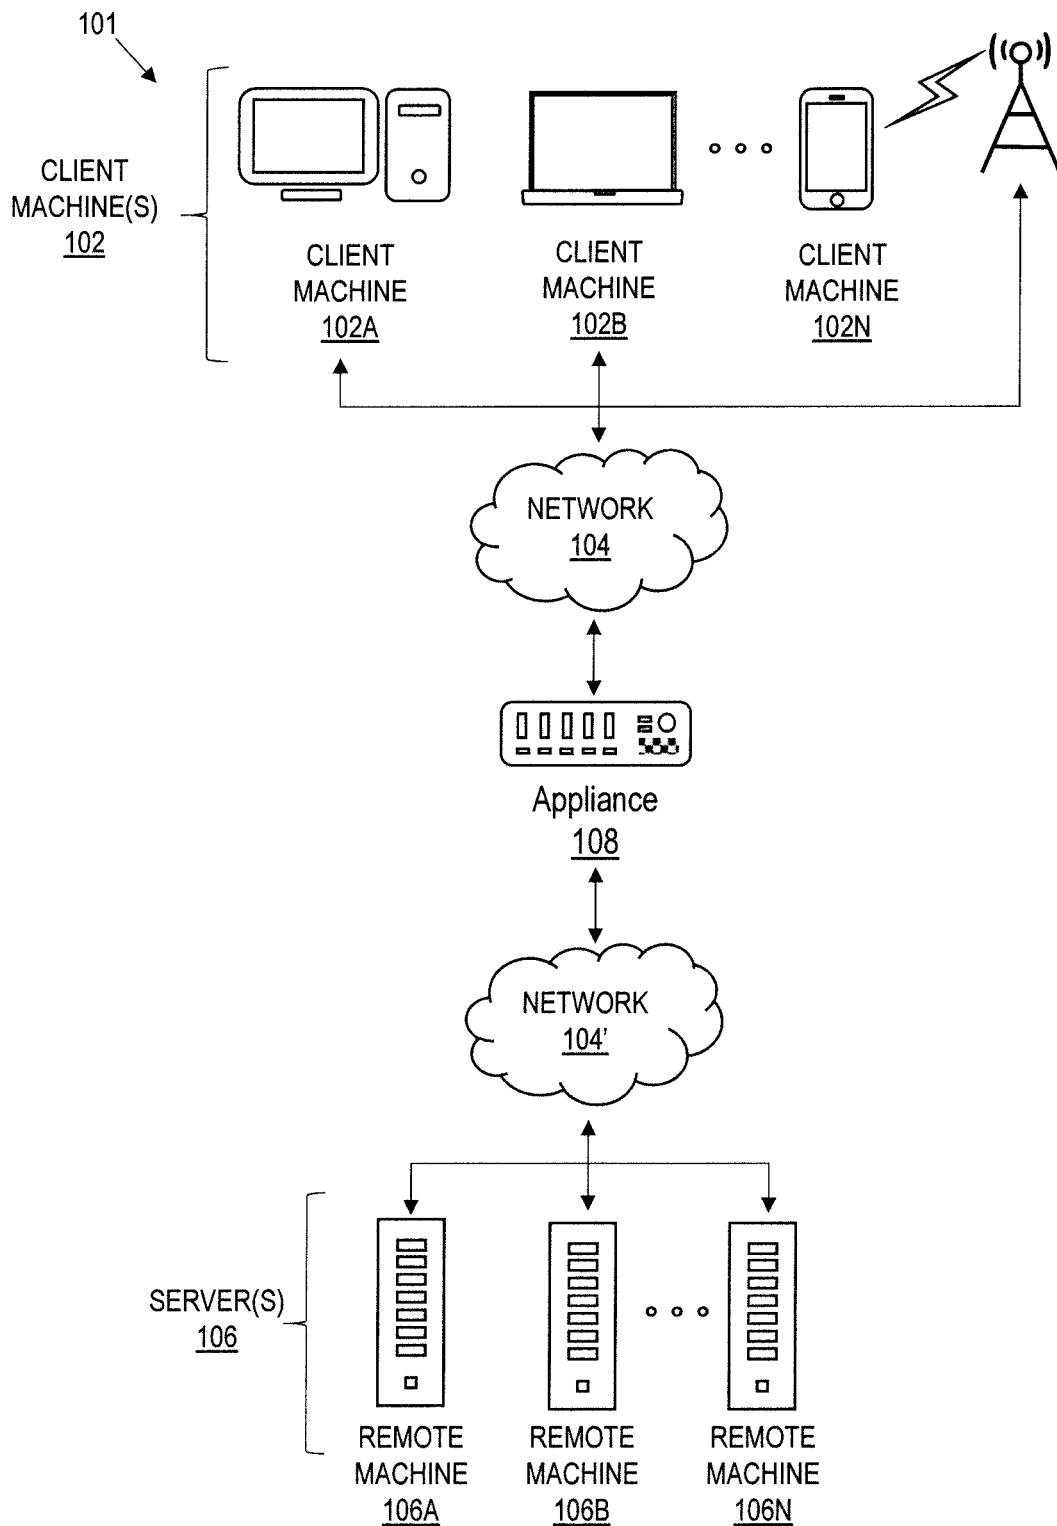 101
CLIENT
MACHINE(S)
102
CLIENT
MACHINE
102A
CLIENT
MACHINE
102B
CLIENT
MACHINE
102N
NETWORK
104
Appliance
108
NETWORK
104'
SERVER(S)
106
REMOTE
MACHINE
106A
REMOTE
MACHINE
106B
REMOTE
MACHINE
106N